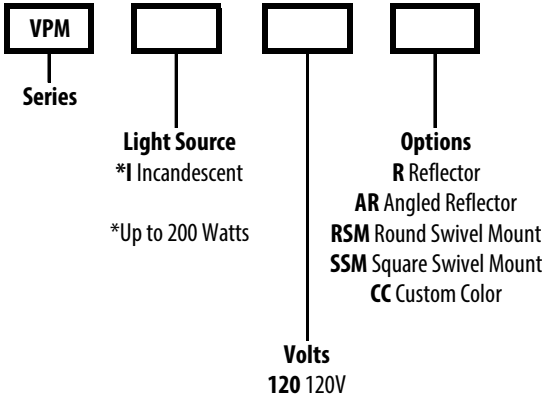 VPM
Series
Light Source
*I Incandescent
*Up to 200 Watts
Volts
120 120V
Options
R Reflector
AR Angled Reflector
RSM Round Swivel Mount
SSM Square Swivel Mount
CC Custom Color